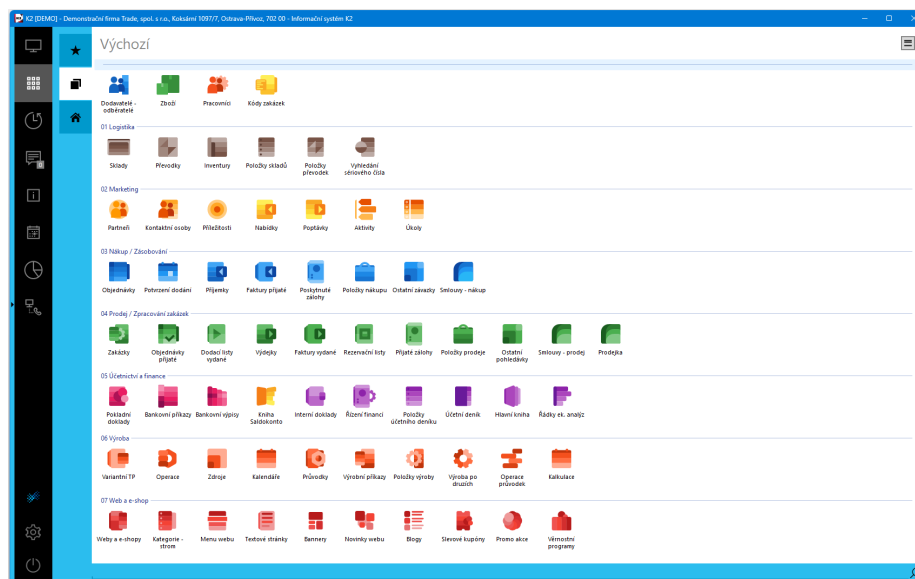 K2 [DEMO] - Demonstrační firma Trade, spol. s r.o., Koksární 1097/7, Ostrava-Přívoz, 702 00 - Informační systém K2
Výchozí
Dodavatelé - odběratelé
Zboží
Pracovníci
Kódy zakázek
01 Logistika
Sklady
Převodky
Inventury
Položky skladů
Položky převodek
Vyhledání sériového čísla
02 Marketing
Partneři
Kontaktní osoby
Příležitosti
Nabídky
Poptávky
Aktivity
Úkoly
03 Nákup / Zásobování
Objednávky
Potvrzení dodání
Příjemky
Faktury přijaté
Poskytnuté zálohy
Položky nákupu
Ostatní závazky
Smlouvy - nákup
04 Prodej / Zpracování zakázek
Zakázky
Objednávky přijaté
Dodací listy vydané
Výdejky
Faktury vydané
Rezervační listy
Přijaté zálohy
Položky prodeje
Ostatní pohledávky
Smlouvy - prodej
Prodejka
05 Účetnictví a finance
Pokladní doklady
Bankovní příkazy
Bankovní výpisy
Kniha Saldokonto
Interní doklady
Řízení financí
Položky účetního deníku
Účetní deník
Hlavní kniha
Řádky ek. analýz
06 Výroba
Variantní TP
Operace
Zdroje
Kalendáře
Průvodky
Výrobní příkazy
Položky výroby
Výroba po druzích
Operace průvodek
Kalkulace
07 Web a e-shop
Weby a e-shopy
Kategorie - strom
Menu webu
Textové stránky
Bannery
Novinky webu
Blogy
Slevové kupóny
Promo akce
Věrnostní programy